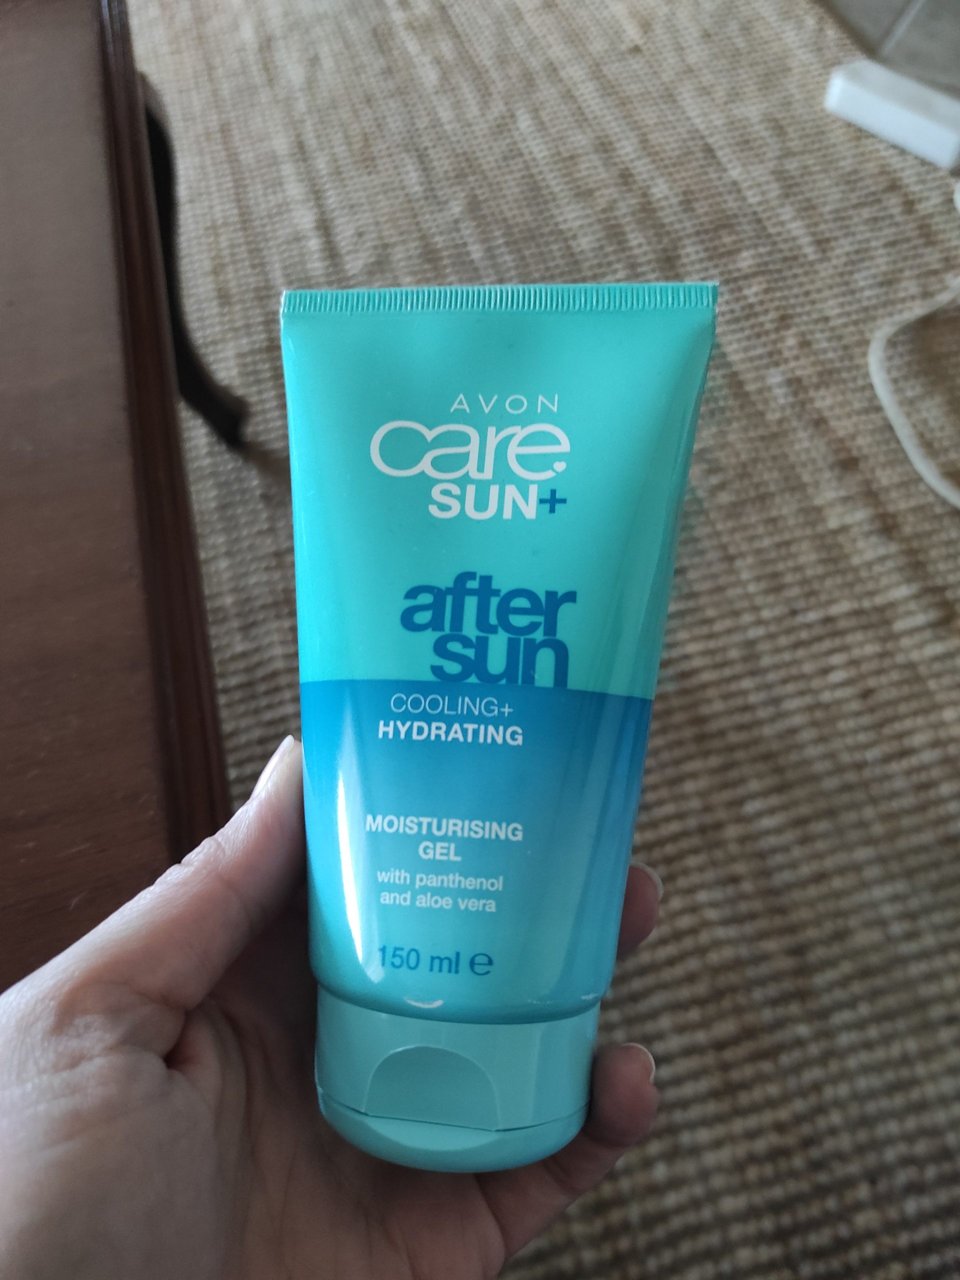 AVON
care
SUN+
after
sun
COOLING+
HYDRATING
MOISTURISING
GEL
with panthenol
and aloe vera
150 ml ℮